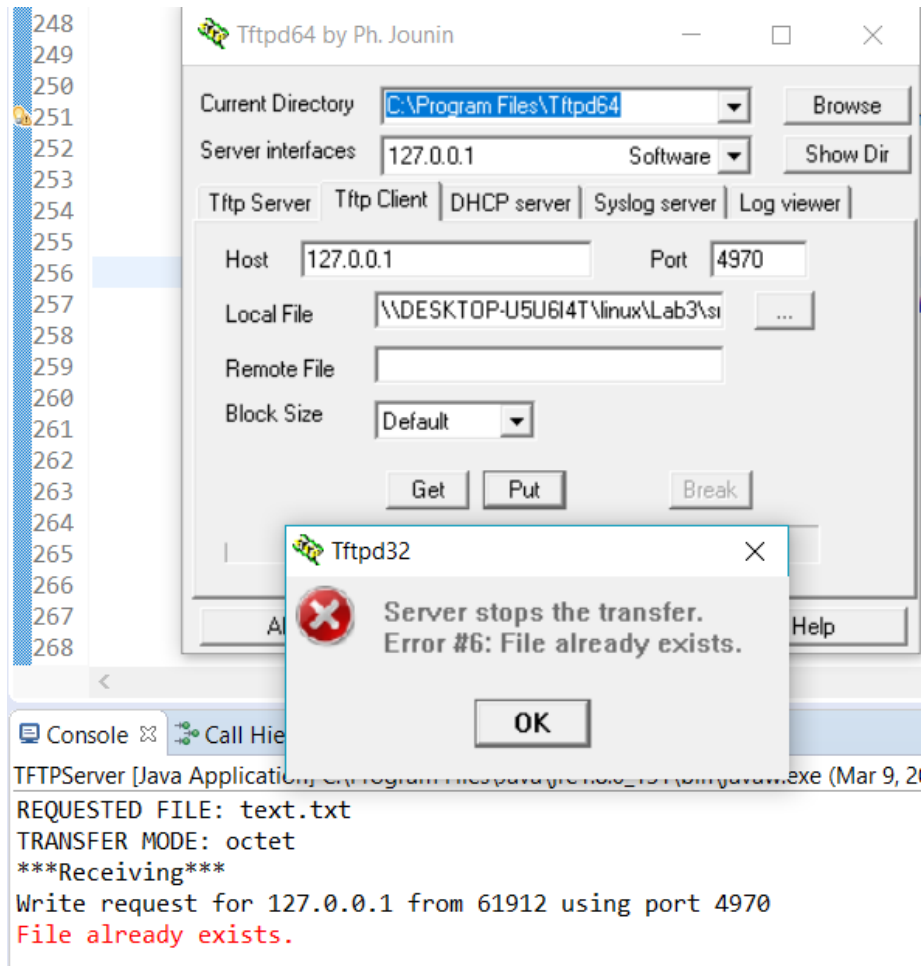 248
249
250
251
252
253
254
255
256
257
258
259
260
261
262
263
264
265
266
267
268
Tftpd64 by Ph. Jounin
Current Directory C:\Program Files\Tftpd64 Browse
Server interfaces 127.0.0.1 Software Show Dir
Tftp Server Tftp Client DHCP server Syslog server Log viewer
Host 127.0.0.1 Port 4970
Local File \\DESKTOP-U5U6I4T\linux\Lab3\sr ...
Remote File
Block Size Default
Get Put Break
Help
Tftpd32
Server stops the transfer.
Error #6: File already exists.
OK
Console Call Hie
TFTPServer [Java Application] (Mar 9, 20
REQUESTED FILE: text.txt
TRANSFER MODE: octet
***Receiving***
Write request for 127.0.0.1 from 61912 using port 4970
File already exists.